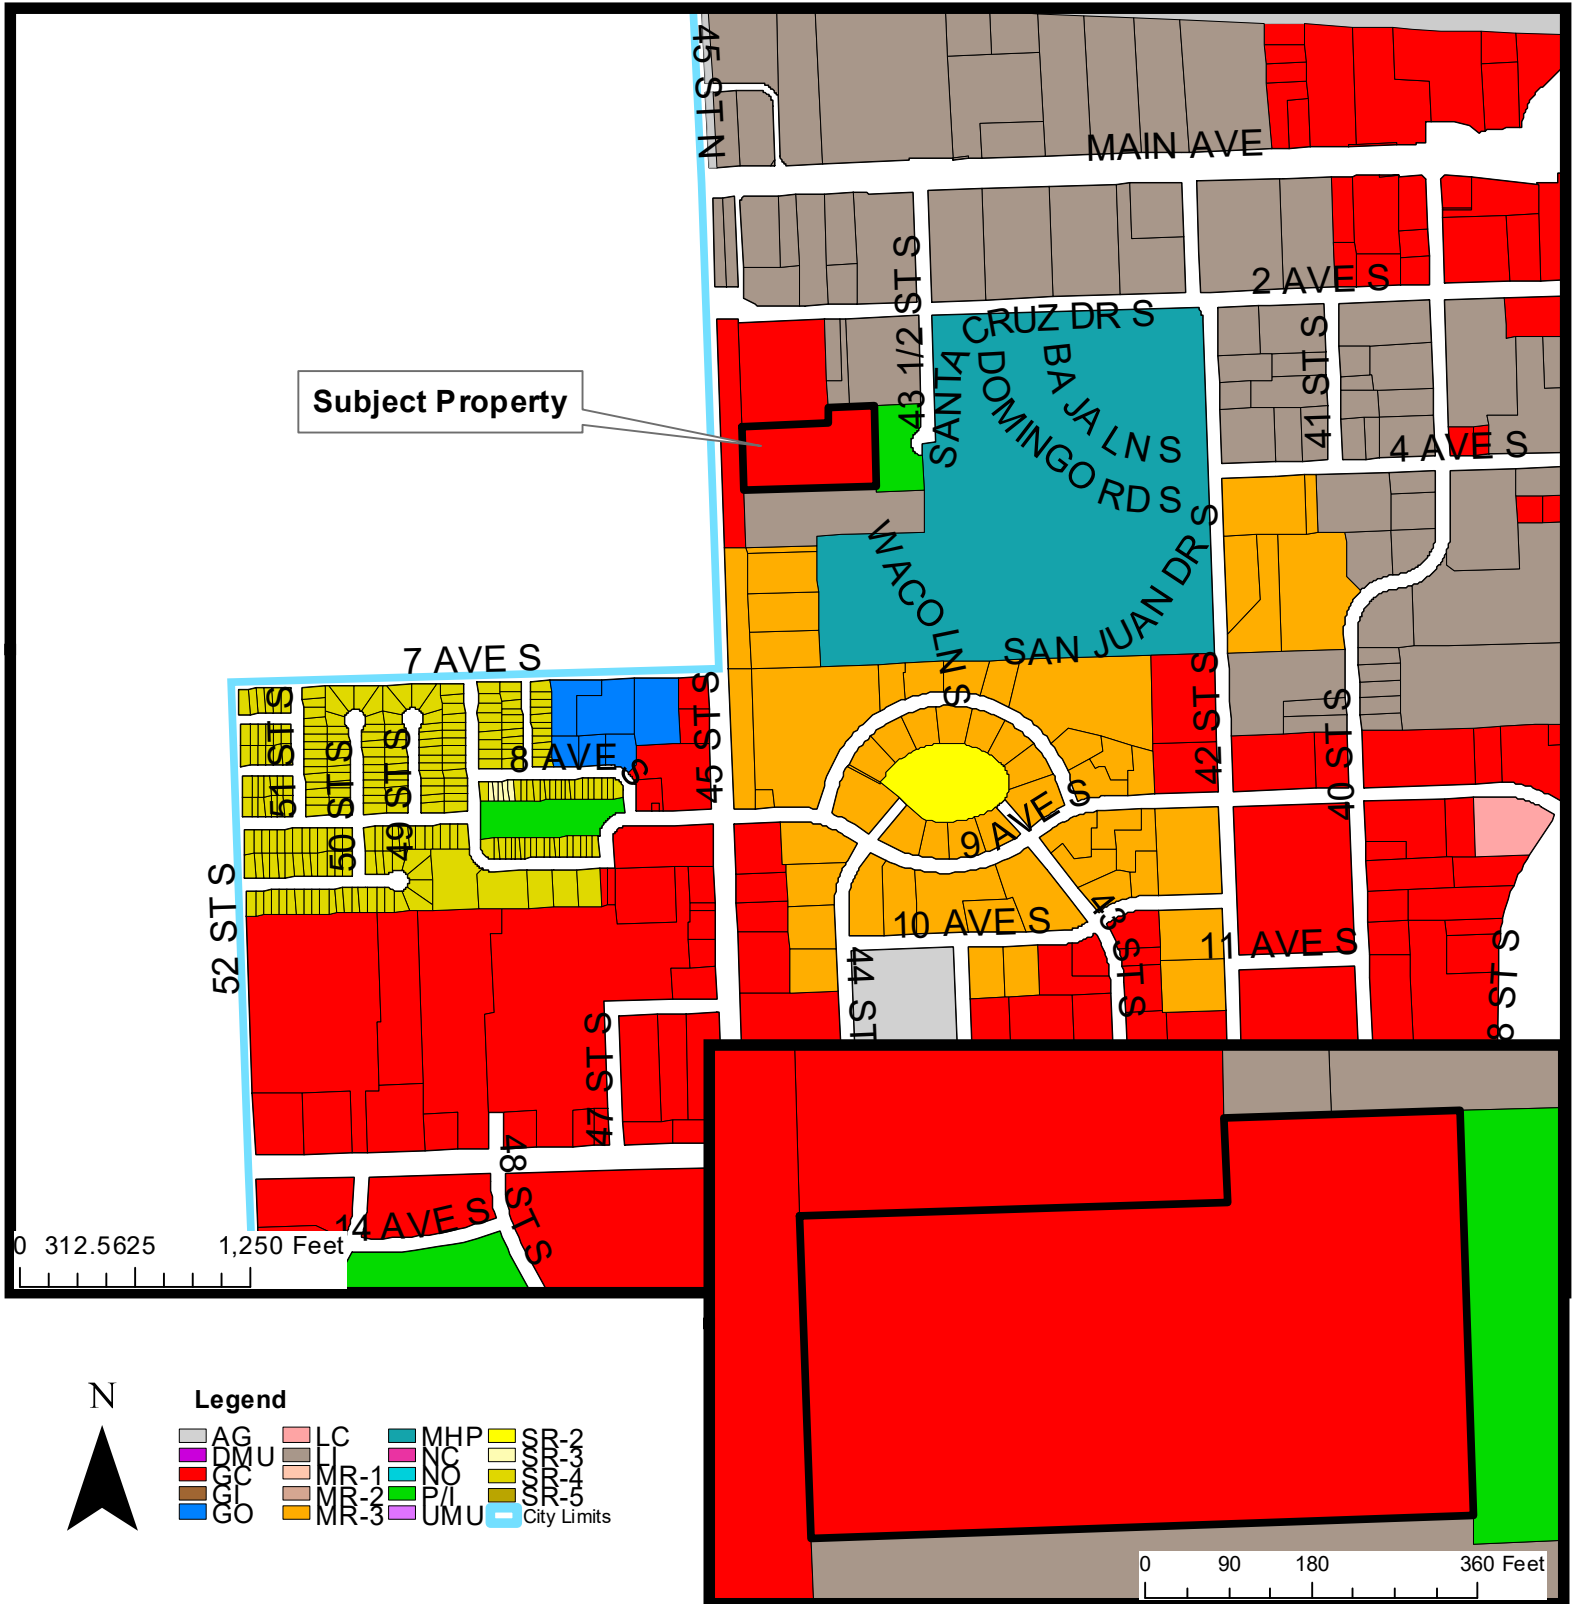 45 ST N
MAIN AVE
43 1/2 ST S
2 AVE S
SANTA CRUZ DR S
BAJA LN S
DOMINGO RD S
41 ST S
Subject Property
4 AVE S
WACO LN S
SAN JUAN DR S
7 AVE S
51 ST S
50 ST S
49 ST S
8 AVE S
45 ST S
42 ST S
40 ST S
9 AVE S
52 ST S
10 AVE S
43 ST S
11 AVE S
44 ST
8 ST S
47 ST S
48 ST S
14 AVE S
0 312.5625 1,250 Feet
N
Legend
AG
DMU
GC
GI
GO
LC
LI
MR-1
MR-2
MR-3
MHP
NC
NO
P/I
UMU
SR-2
SR-3
SR-4
SR-5
City Limits
0 90 180 360 Feet